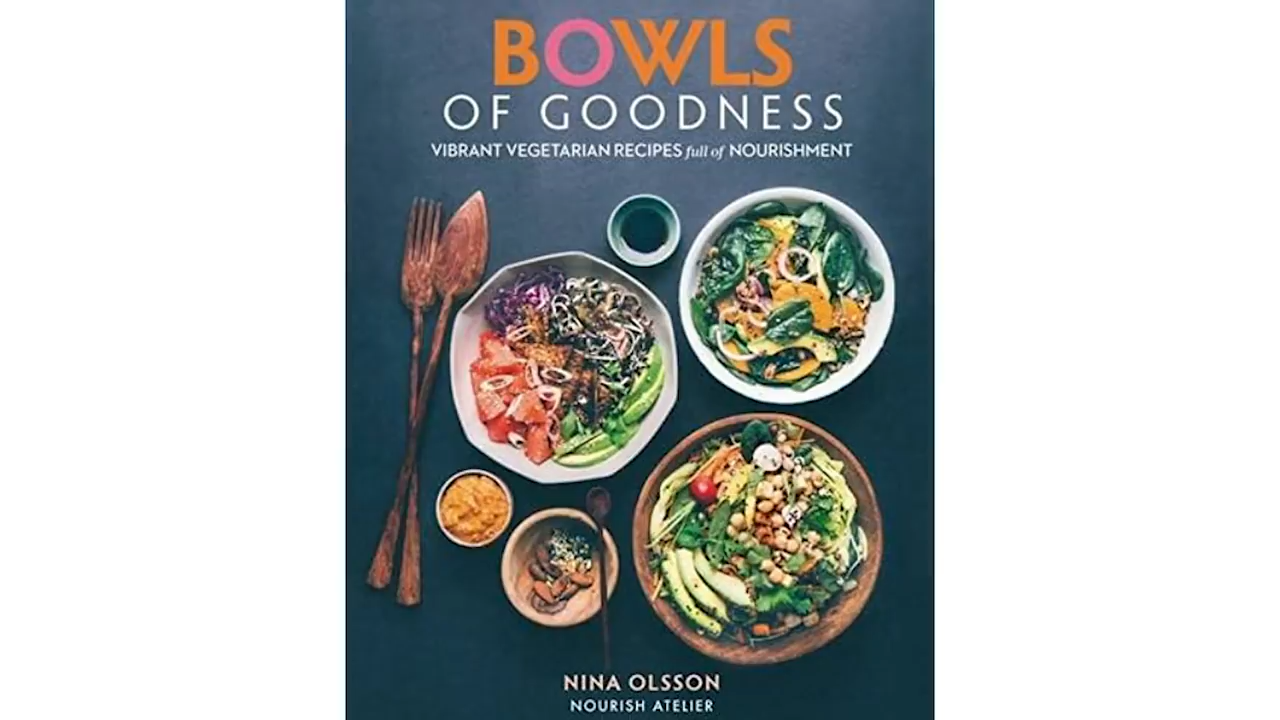 BOWLS
OF GOODNESS
VIBRANT VEGETARIAN RECIPES full of NOURISHMENT
NINA OLSSON
NOURISH ATELIER